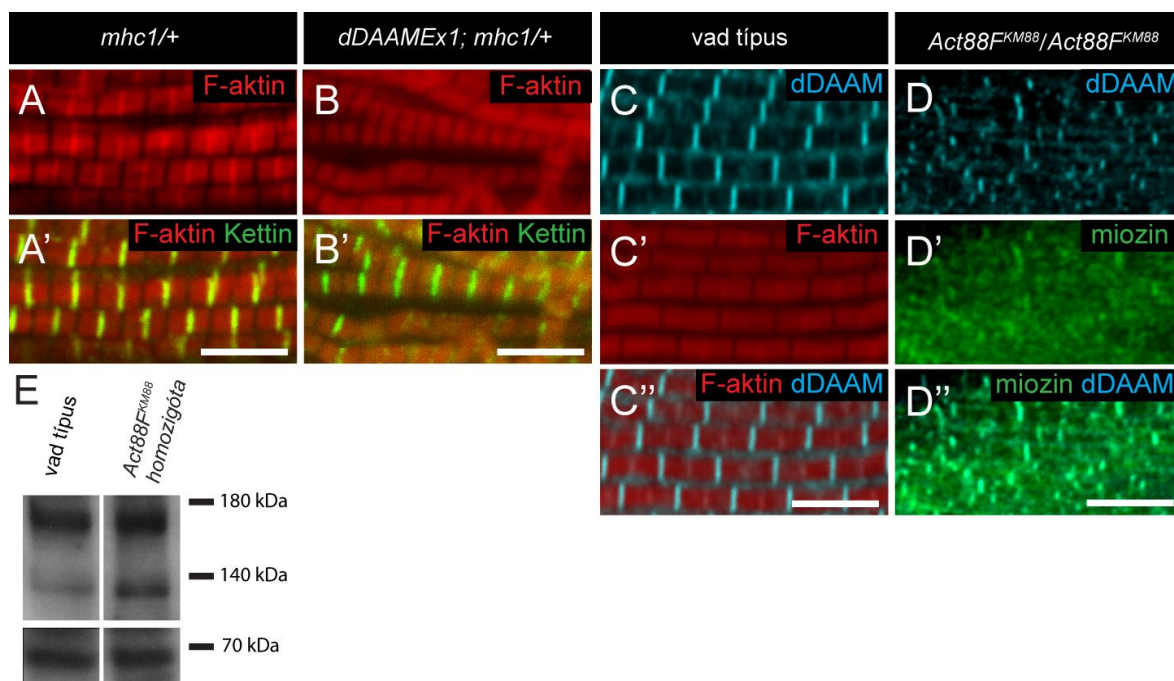 mhc1/+
dDAAMEx1; mhc1/+
vad típus
Act88F^KM88/Act88F^KM88
A F-aktin
B F-aktin
C dDAAM
D dDAAM
A’ F-aktin Kettin
B’ F-aktin Kettin
C’ F-aktin
D’ miozin
C’’ F-aktin dDAAM
D’’ miozin dDAAM
E
vad típus
Act88F^KM88
homozigóta
180 kDa
140 kDa
70 kDa